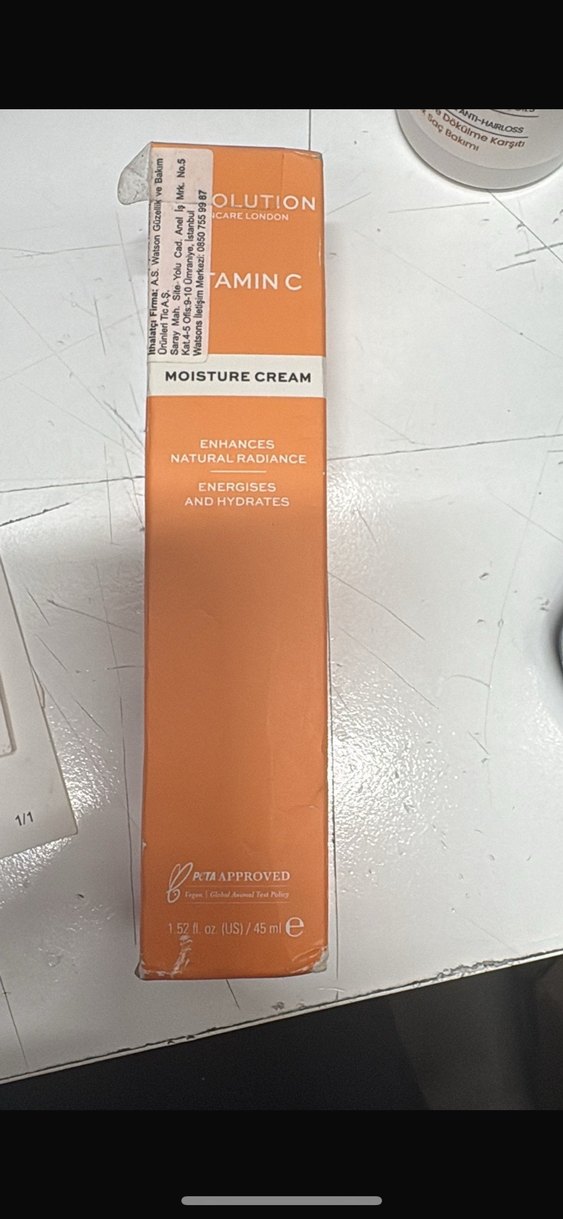 ANTI-HAIRLOSS
Dökülme Karşıtı
Saç Bakımı
İthalatçı Firma: A.S. Watson Güzellik ve Bakım
Ürünleri Tic A.Ş.
Saray Mah. Site Yolu Cad. Anel İş Mrk. No.5
Kat.4-5 Ofis:9-10 Ümraniye, İstanbul
Watsons İletişim Merkezi: 0850 755 99 87
OLUTION
NCARE LONDON
TAMIN C
MOISTURE CREAM
ENHANCES
NATURAL RADIANCE
ENERGISES
AND HYDRATES
1/1
PETA APPROVED
Vegan | Global Animal Test Policy
1.52 fl. oz. (US) / 45 ml e